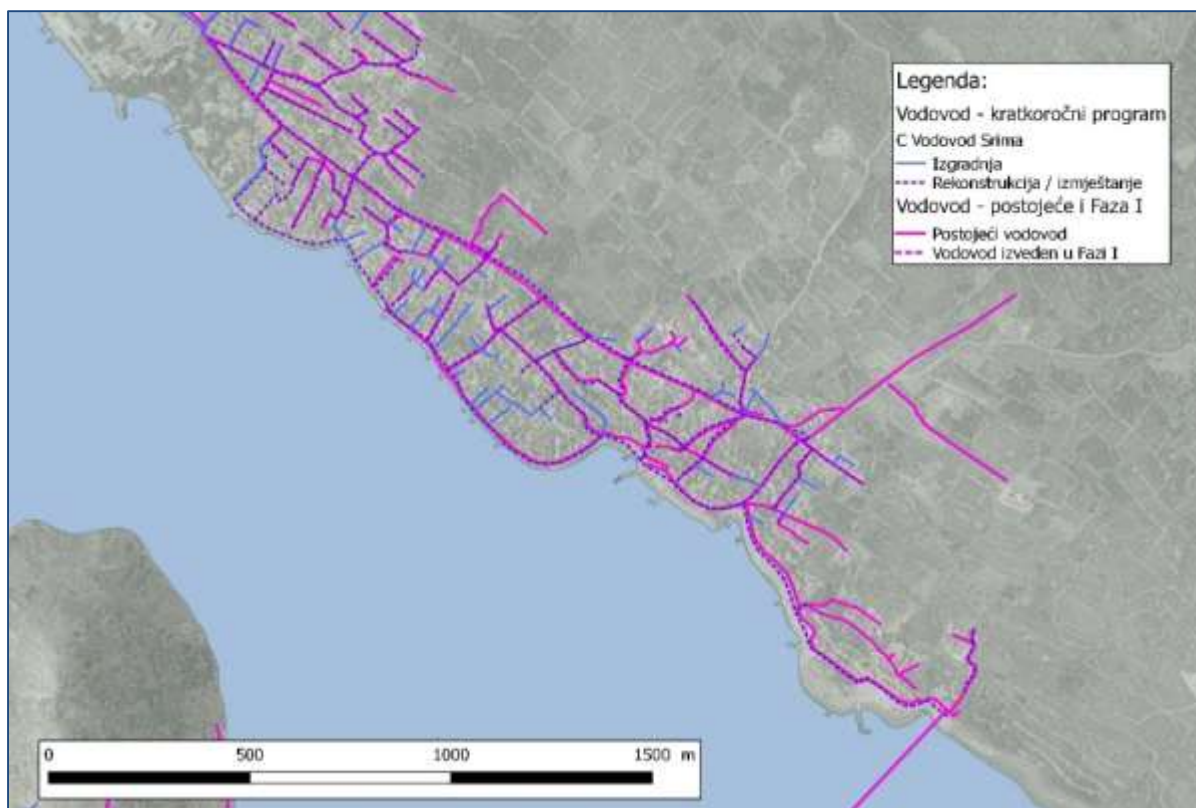 Legenda:
Vodovod - kratkoročni program
C Vodovod Srima
Izgradnja
Rekonstrukcija / izmještanje
Vodovod - postojeće i Faza I
Postojeći vodovod
Vodovod izveden u Fazi I
0 500 1000 1500 m